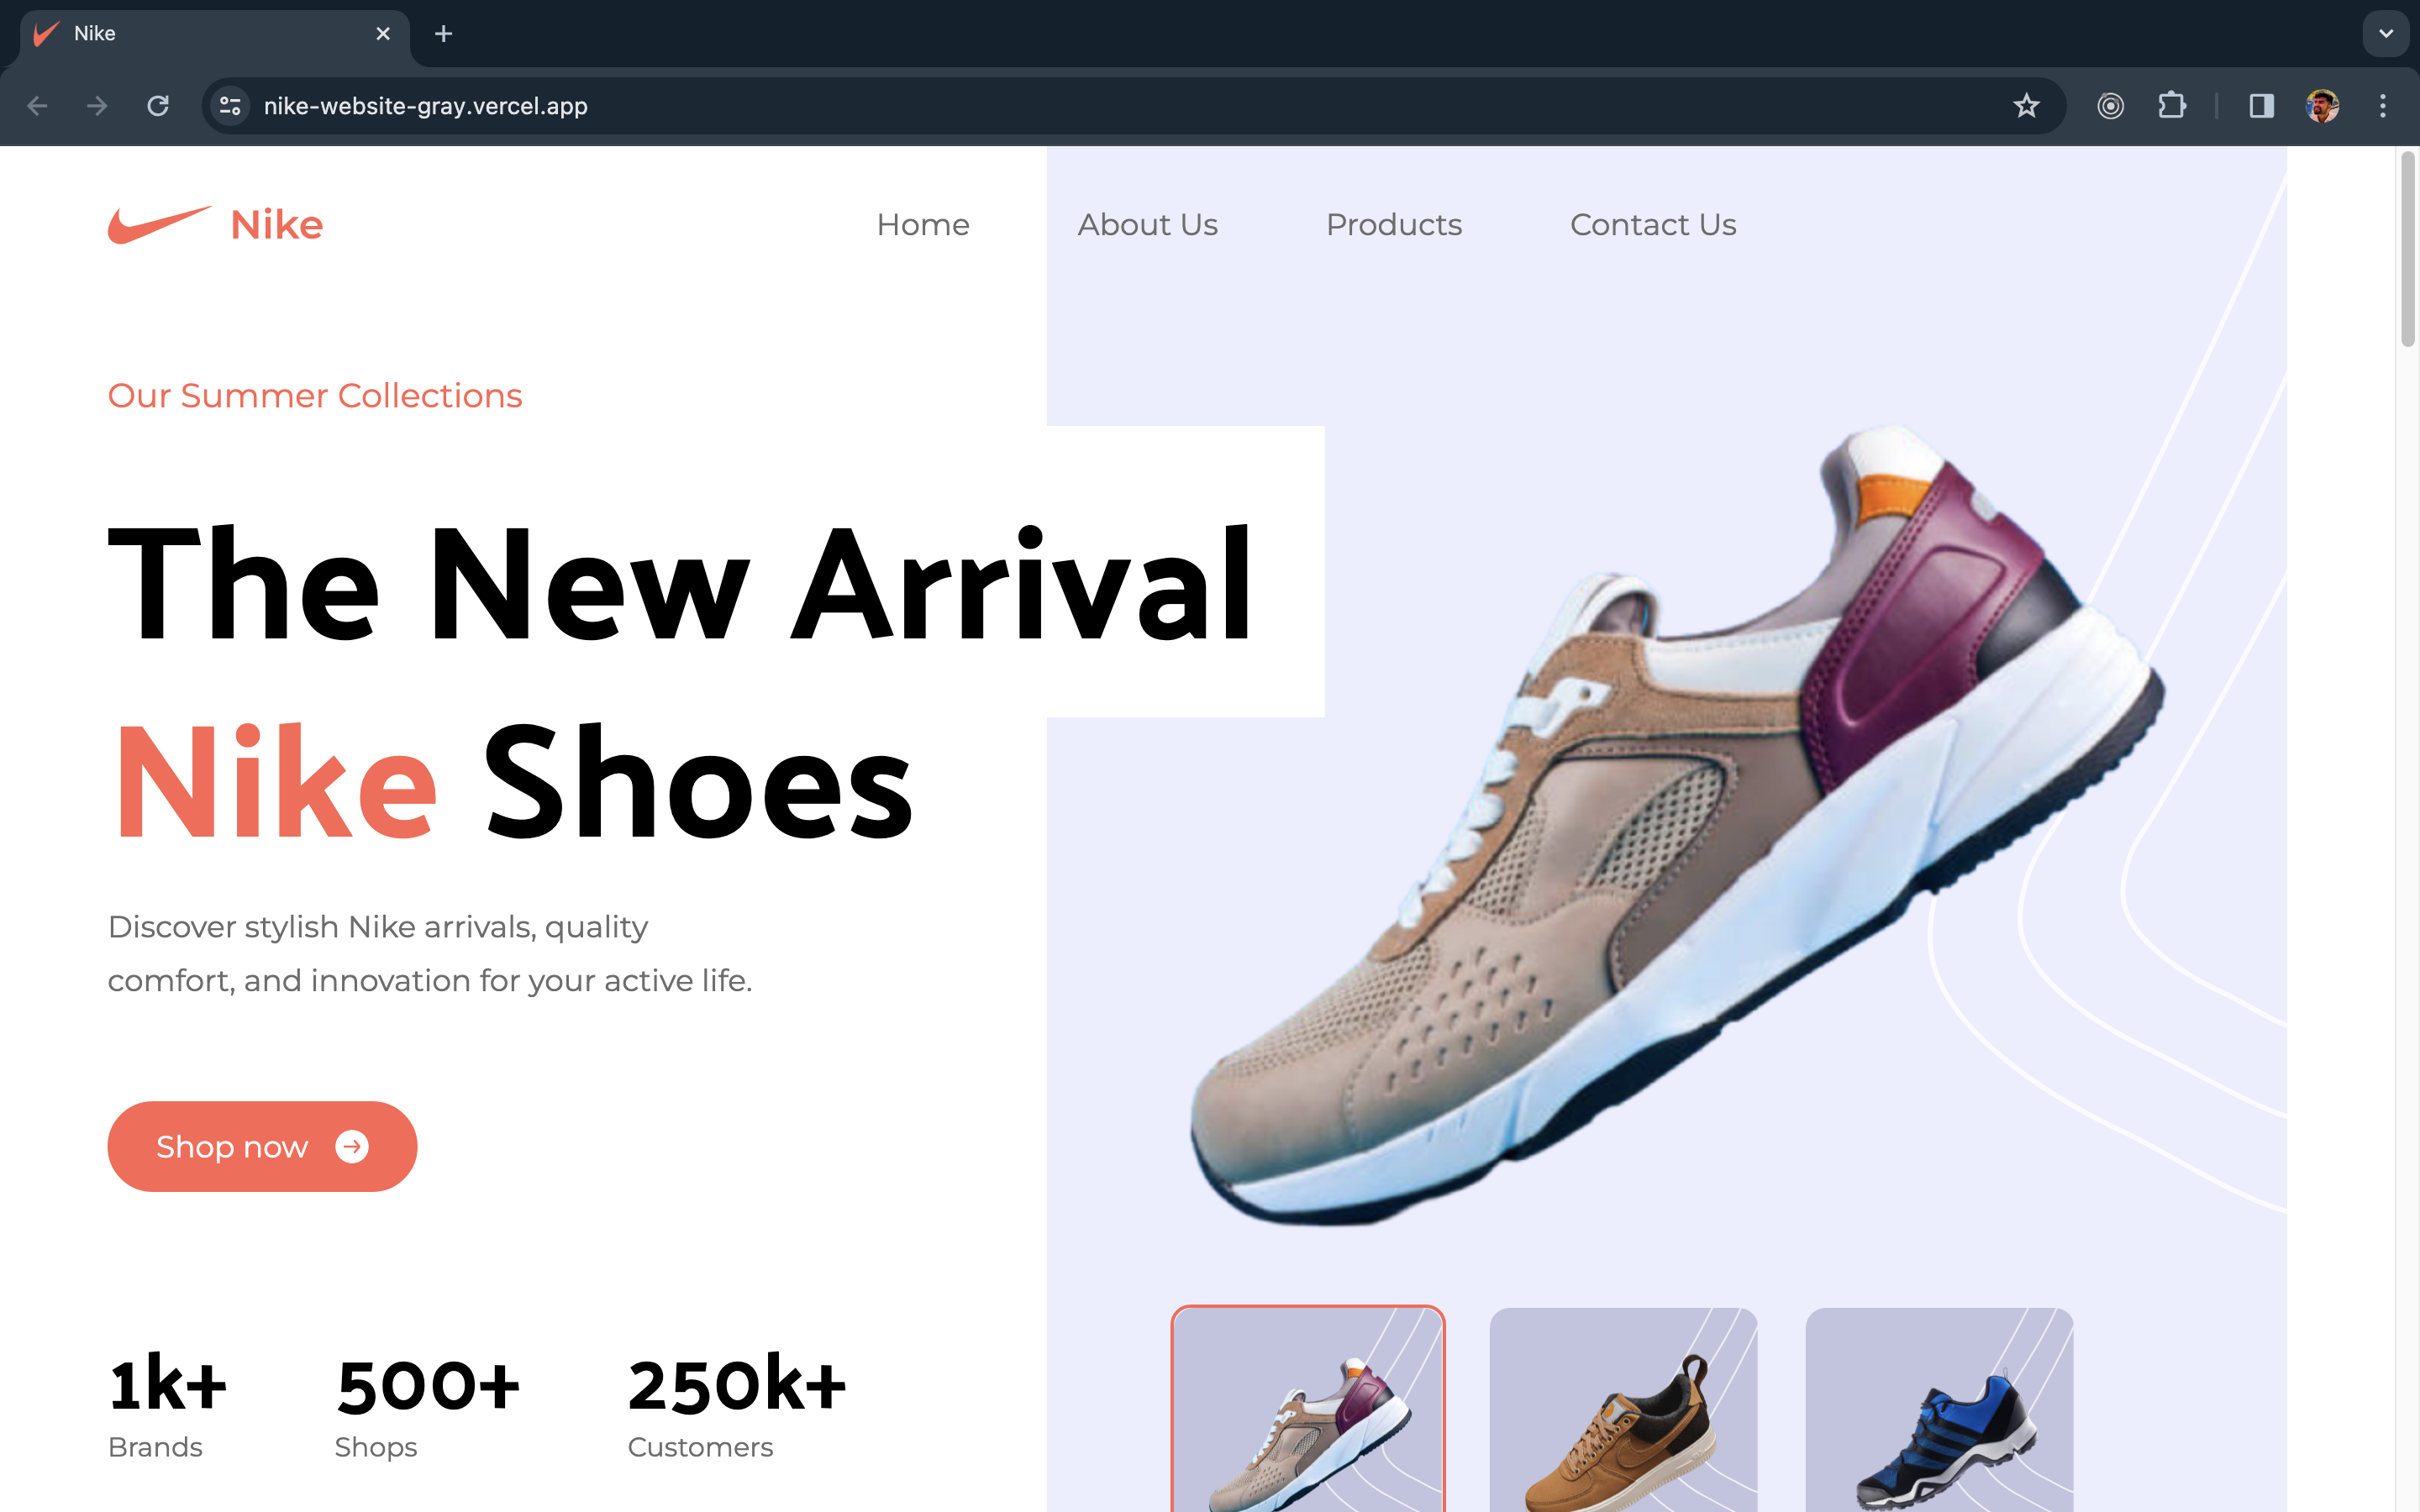 Nike
nike-website-gray.vercel.app
Nike
Home
About Us
Products
Contact Us
Our Summer Collections
The New Arrival
Nike Shoes
Discover stylish Nike arrivals, quality
comfort, and innovation for your active life.
Shop now
1k+
500+
250k+
Brands
Shops
Customers